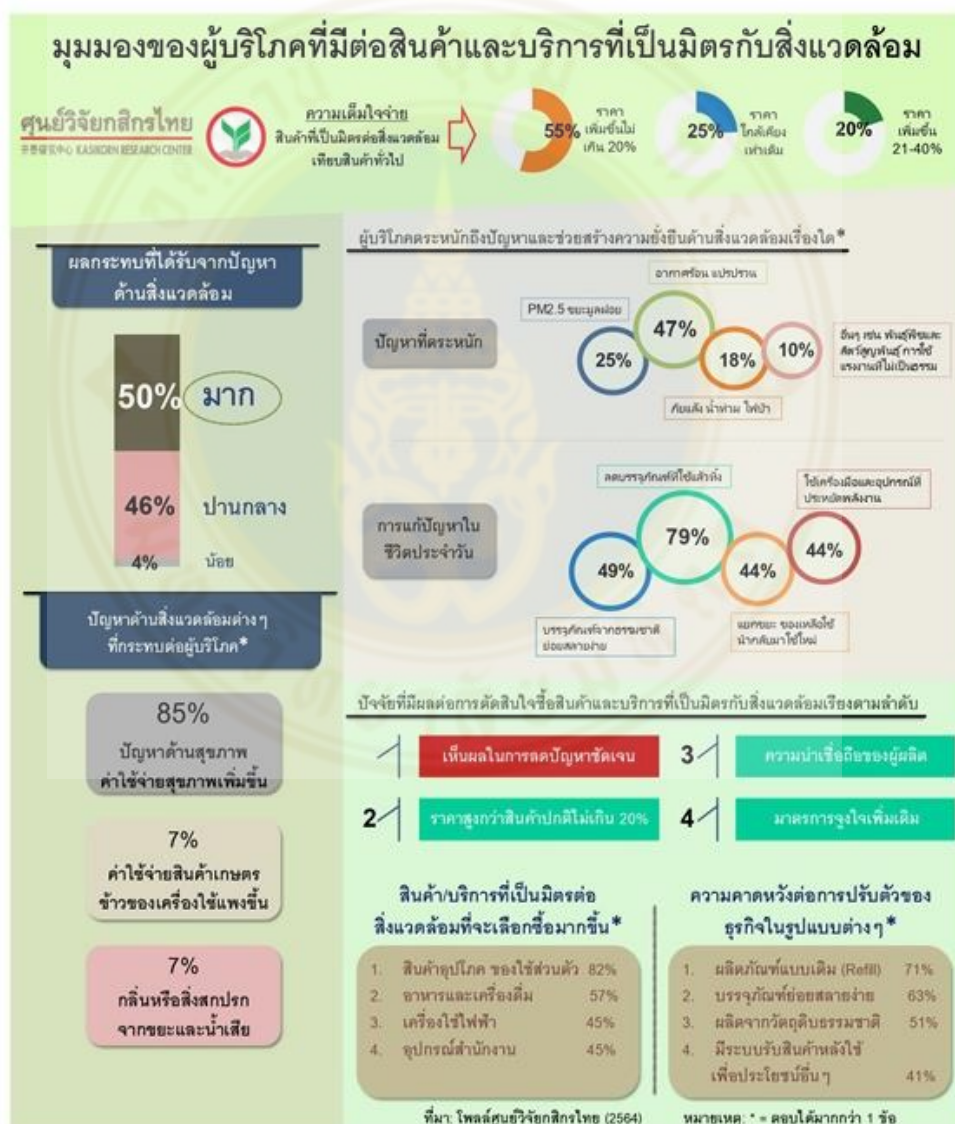 มุมมองของผู้บริโภคที่มีต่อสินค้าและบริการที่เป็นมิตรกับสิ่งแวดล้อม
ศูนย์วิจัยกสิกรไทย
KASIKORN RESEARCH CENTER
ความเต็มใจจ่าย
สินค้าที่เป็นมิตรต่อสิ่งแวดล้อม
เทียบสินค้าทั่วไป
55%
ราคา
เพิ่มขึ้นไม่
เกิน 20%
25%
ราคา
ใกล้เคียง
เท่าเดิม
20%
ราคา
เพิ่มขึ้น
21-40%
ผลกระทบที่ได้รับจากปัญหา
ด้านสิ่งแวดล้อม
50% มาก
46% ปานกลาง
4% น้อย
ปัญหาด้านสิ่งแวดล้อมต่างๆ
ที่กระทบต่อผู้บริโภค*
85%
ปัญหาด้านสุขภาพ
ค่าใช้จ่ายสุขภาพเพิ่มขึ้น
7%
ค่าใช้จ่ายสินค้าเกษตร
ข้าวของเครื่องใช้แพงขึ้น
7%
กลิ่นหรือสิ่งสกปรก
จากขยะและน้ำเสีย
ผู้บริโภคตระหนักถึงปัญหาและช่วยสร้างความยั่งยืนด้านสิ่งแวดล้อมเรื่องใด*
ปัญหาที่ตระหนัก
อากาศร้อน แปรปรวน
PM2.5 ขยะมูลฝอย
25%
47%
18%
10%
อื่นๆ เช่น พันธุ์พืชและ
สัตว์สูญพันธุ์ การใช้
แรงงานที่ไม่เป็นธรรม
ภัยแล้ง น้ำท่วม ไฟป่า
การแก้ปัญหาใน
ชีวิตประจำวัน
ลดบรรจุภัณฑ์ที่ใช้แล้วทิ้ง
ใช้เครื่องมือและอุปกรณ์ที่
ประหยัดพลังงาน
49%
79%
44%
44%
บรรจุภัณฑ์จากธรรมชาติ
ย่อยสลายง่าย
แยกขยะ ของเหลือใช้
นำกลับมาใช้ใหม่
ปัจจัยที่มีผลต่อการตัดสินใจซื้อสินค้าและบริการที่เป็นมิตรกับสิ่งแวดล้อมเรียงตามลำดับ
1 เห็นผลในการลดปัญหาชัดเจน
2 ราคาสูงกว่าสินค้าปกติไม่เกิน 20%
3 ความน่าเชื่อถือของผู้ผลิต
4 มาตรการจูงใจเพิ่มเติม
สินค้า/บริการที่เป็นมิตรต่อ
สิ่งแวดล้อมที่จะเลือกซื้อมากขึ้น*
1. สินค้าอุปโภค ของใช้ส่วนตัว 82%
2. อาหารและเครื่องดื่ม 57%
3. เครื่องใช้ไฟฟ้า 45%
4. อุปกรณ์สำนักงาน 45%
ความคาดหวังต่อการปรับตัวของ
ธุรกิจในรูปแบบต่างๆ*
1. ผลิตภัณฑ์แบบเติม (Refill) 71%
2. บรรจุภัณฑ์ย่อยสลายง่าย 63%
3. ผลิตจากวัตถุดิบธรรมชาติ 51%
4. มีระบบรับสินค้าหลังใช้
เพื่อประโยชน์อื่นๆ 41%
ที่มา: โพลล์ศูนย์วิจัยกสิกรไทย (2564)
หมายเหตุ: * = ตอบได้มากกว่า 1 ข้อ